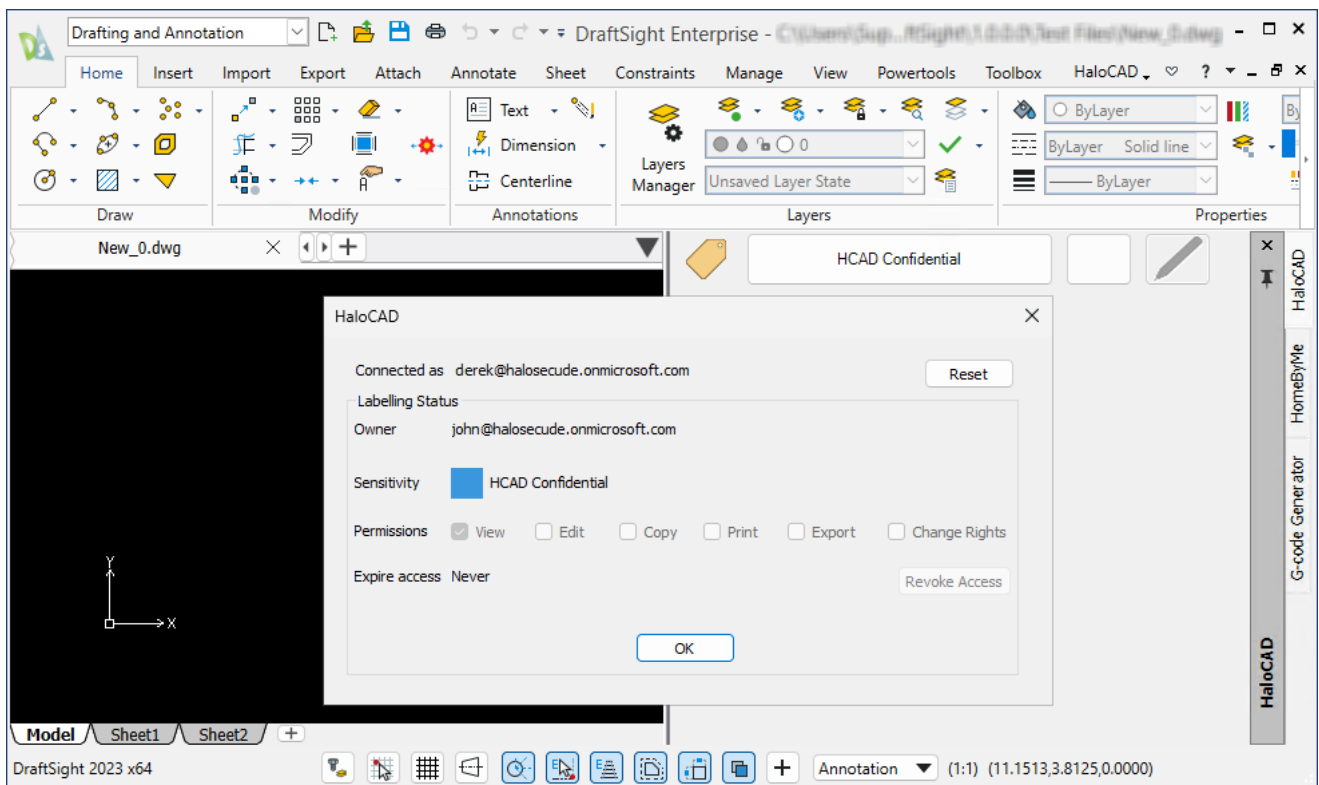 Drafting and Annotation DraftSight Enterprise -
Home Insert Import Export Attach Annotate Sheet Constraints Manage View Powertools Toolbox HaloCAD ?
Text
ByLayer By
Dimension
0
ByLayer Solid line
Layers Manager
Centerline
Unsaved Layer State
ByLayer
Draw Modify Annotations Layers Properties
New_0.dwg
HCAD Confidential
HaloCAD
HomeByMe
G-code Generator
HaloCAD
HaloCAD
Connected as derek@halosecude.onmicrosoft.com Reset
Labelling Status
Owner john@halosecude.onmicrosoft.com
Sensitivity HCAD Confidential
Permissions View Edit Copy Print Export Change Rights
Expire access Never Revoke Access
OK
Y
X
Model Sheet1 Sheet2
DraftSight 2023 x64 Annotation (1:1) (11.1513,3.8125,0.0000)